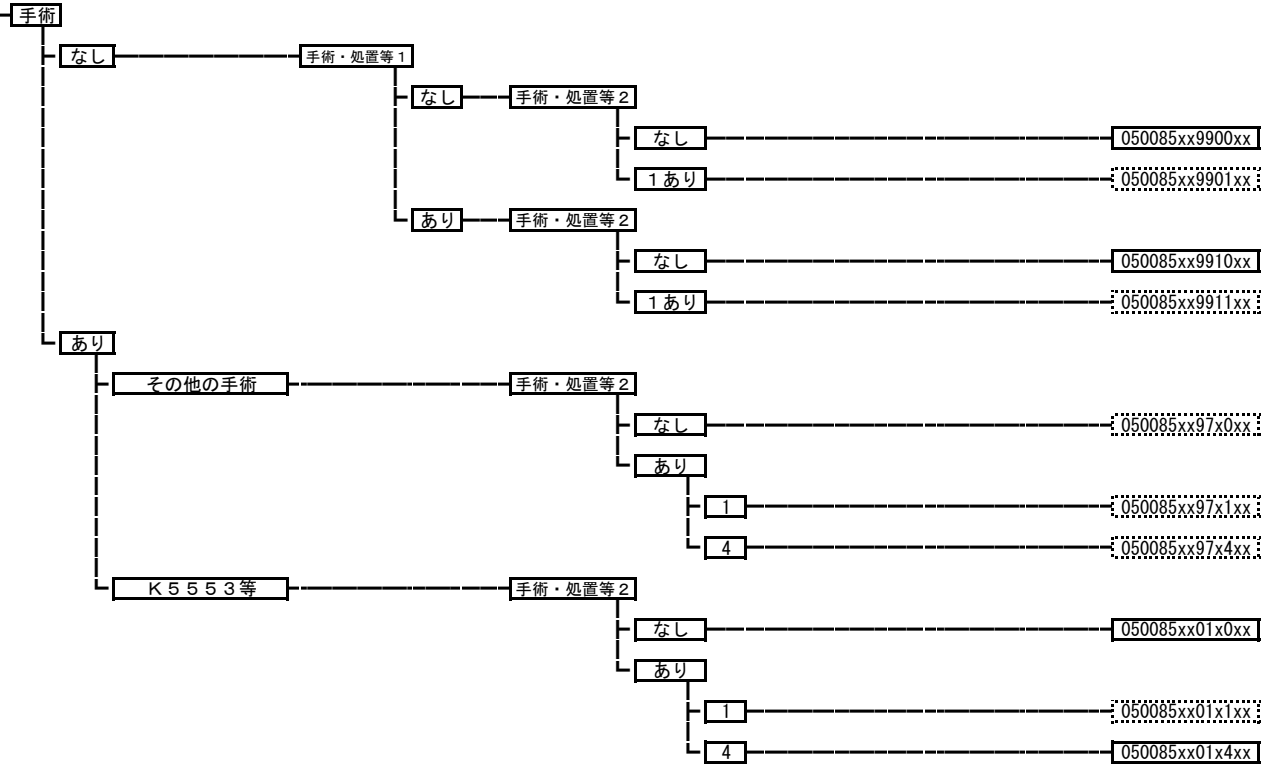 手術
なし 手術・処置等１
なし 手術・処置等２
なし 050085xx9900xx
１あり 050085xx9901xx
あり 手術・処置等２
なし 050085xx9910xx
１あり 050085xx9911xx
あり
その他の手術 手術・処置等２
なし 050085xx97x0xx
あり
1 050085xx97x1xx
4 050085xx97x4xx
Ｋ５５５３等 手術・処置等２
なし 050085xx01x0xx
あり
1 050085xx01x1xx
4 050085xx01x4xx